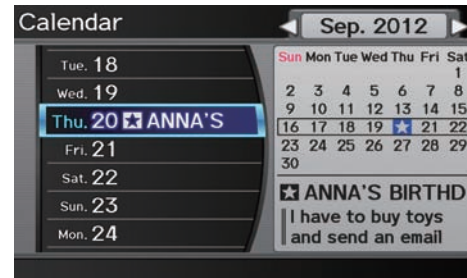 Calendar
Sep. 2012
Tue. 18
Wed. 19
Thu. 20 ANNA'S
Fri. 21
Sat. 22
Sun. 23
Mon. 24
Sun Mon Tue Wed Thu Fri Sat
1
2 3 4 5 6 7 8
9 10 11 12 13 14 15
16 17 18 19 21 22
23 24 25 26 27 28 29
30
ANNA'S BIRTHD
I have to buy toys
and send an email